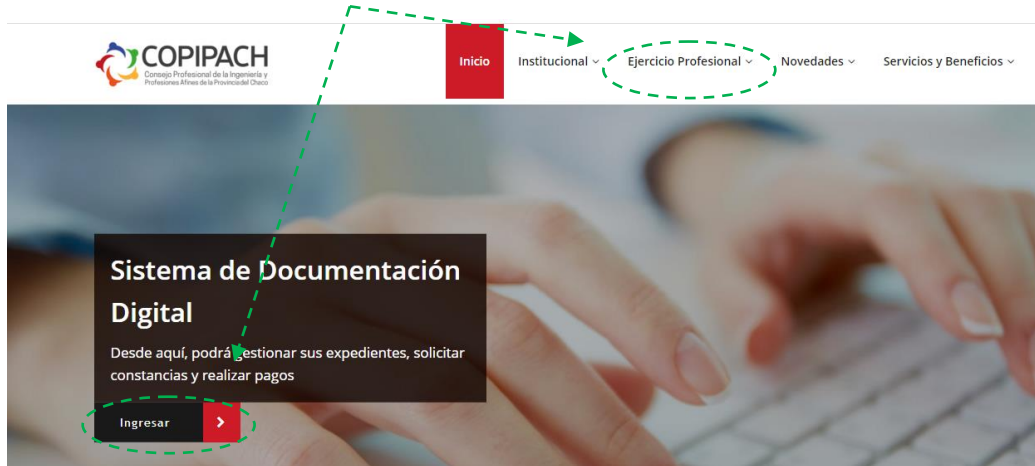 COPIPACH
Consejo Profesional de la Ingeniería y
Profesiones Afines de la Provincia del Chaco
Inicio
Institucional
Ejercicio Profesional
Novedades
Servicios y Beneficios
Sistema de Documentación
Digital
Desde aquí, podrá gestionar sus expedientes, solicitar
constancias y realizar pagos
Ingresar